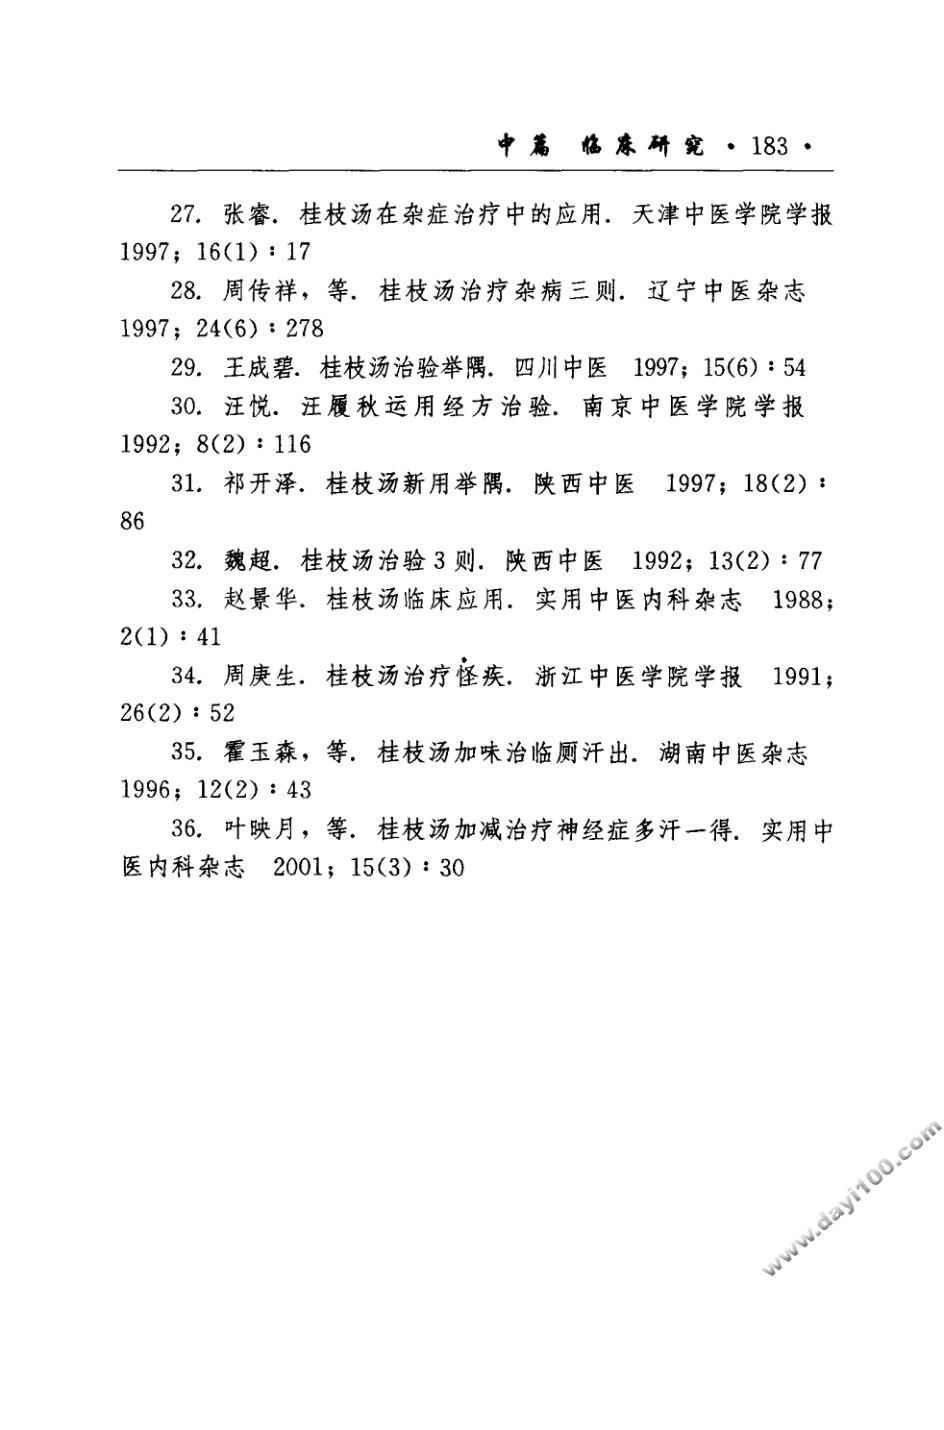 中篇 临床研究 · 183 ·
27. 张睿. 桂枝汤在杂症治疗中的应用. 天津中医学院学报
1997; 16(1)：17
28. 周传祥, 等. 桂枝汤治疗杂病三则. 辽宁中医杂志
1997; 24(6)：278
29. 王成碧. 桂枝汤治验举隅. 四川中医 1997; 15(6)：54
30. 汪悦. 汪履秋运用经方治验. 南京中医学院学报
1992; 8(2)：116
31. 祁开泽. 桂枝汤新用举隅. 陕西中医 1997; 18(2)：
86
32. 魏超. 桂枝汤治验 3 则. 陕西中医 1992; 13(2)：77
33. 赵景华. 桂枝汤临床应用. 实用中医内科杂志 1988;
2(1)：41
34. 周庚生. 桂枝汤治疗怪疾. 浙江中医学院学报 1991;
26(2)：52
35. 霍玉森, 等. 桂枝汤加味治临厕汗出. 湖南中医杂志
1996; 12(2)：43
36. 叶映月, 等. 桂枝汤加减治疗神经症多汗一得. 实用中
医内科杂志 2001; 15(3)：30
www.dayi100.com